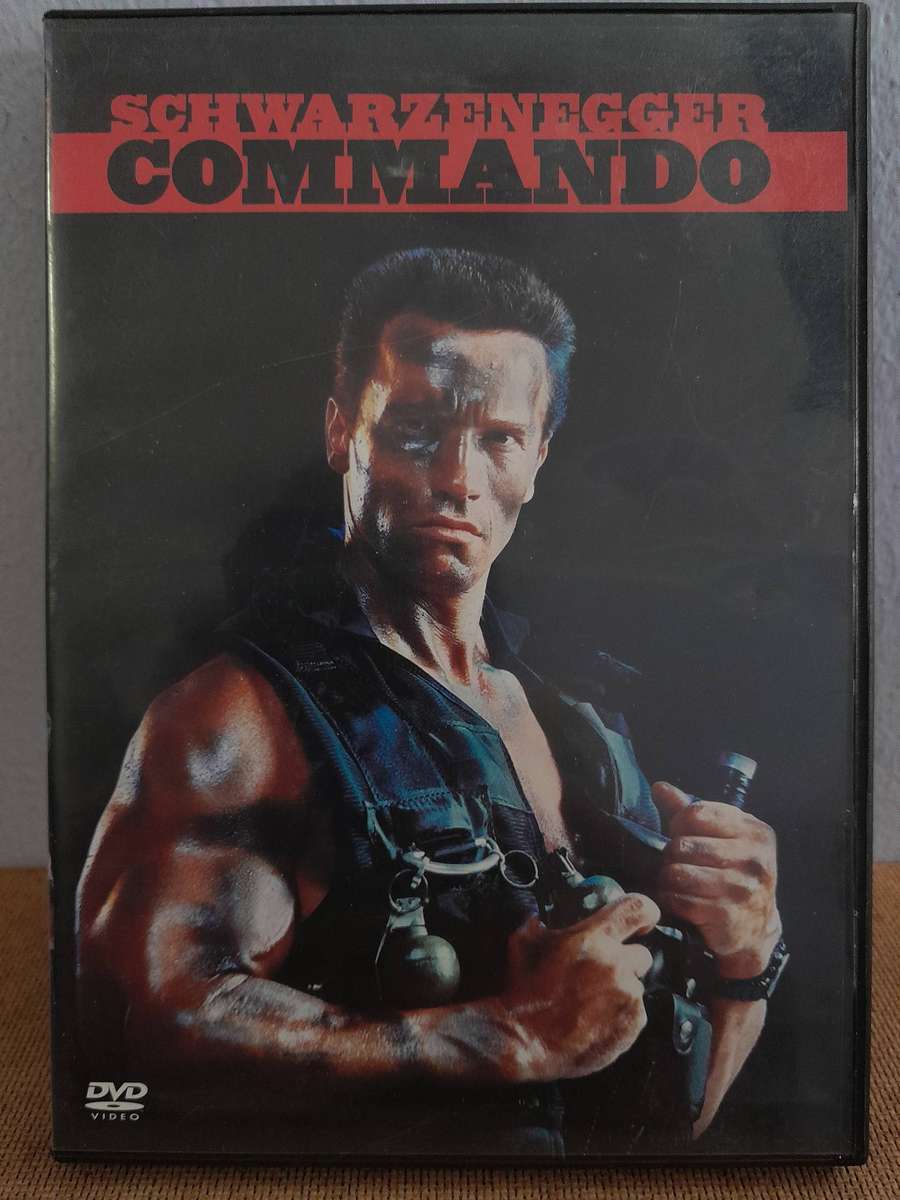 SCHWARZENEGGER
COMMANDO
DVD
VIDEO